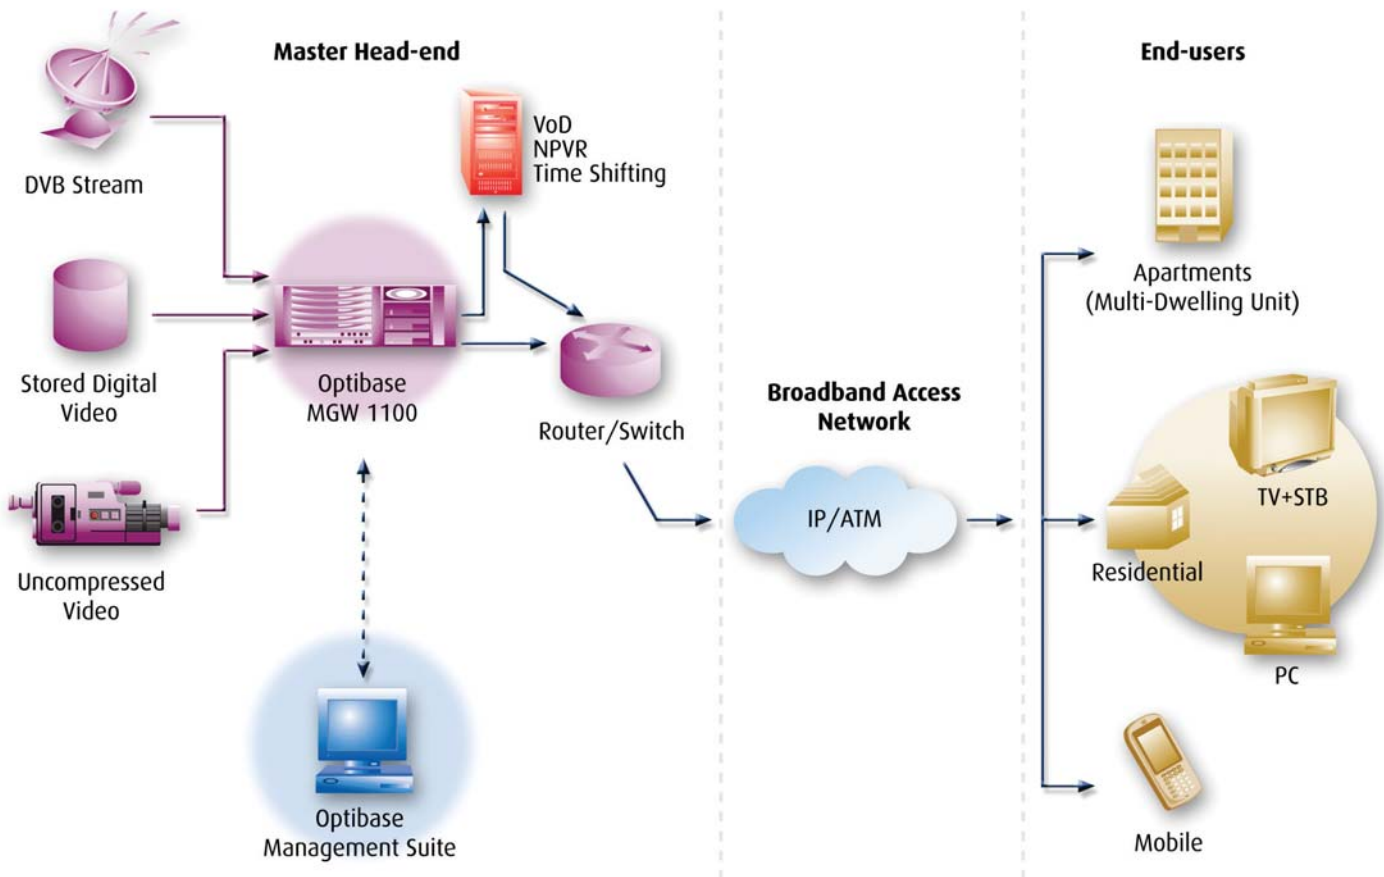 Master Head-end
End-users
VoD
NPVR
Time Shifting
DVB Stream
Apartments
(Multi-Dwelling Unit)
Stored Digital
Video
Optibase
MGW 1100
Router/Switch
Broadband Access
Network
TV+STB
IP/ATM
Residential
Uncompressed
Video
PC
Optibase
Management Suite
Mobile